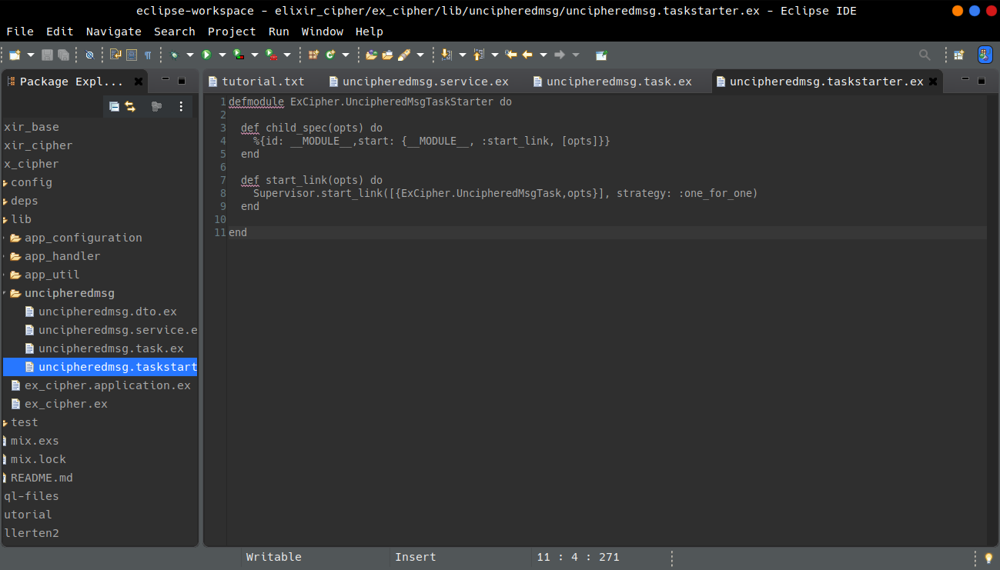 eclipse-workspace - elixir_cipher/ex_cipher/lib/uncipheredmsg/uncipheredmsg.taskstarter.ex - Eclipse IDE
File Edit Navigate Search Project Run Window Help
Package Expl...
tutorial.txt
uncipheredmsg.service.ex
uncipheredmsg.task.ex
uncipheredmsg.taskstarter.ex
xir_base
xir_cipher
x_cipher
config
deps
lib
app_configuration
app_handler
app_util
uncipheredmsg
uncipheredmsg.dto.ex
uncipheredmsg.service.e
uncipheredmsg.task.ex
uncipheredmsg.taskstart
ex_cipher.application.ex
ex_cipher.ex
test
mix.exs
mix.lock
README.md
ql-files
utorial
llerten2
1 defmodule ExCipher.UncipheredMsgTaskStarter do
2
3   def child_spec(opts) do
4     %{id: __MODULE__,start: {__MODULE__, :start_link, [opts]}}
5   end
6
7   def start_link(opts) do
8     Supervisor.start_link([{ExCipher.UncipheredMsgTask,opts}], strategy: :one_for_one)
9   end
10
11 end
Writable
Insert
11 : 4 : 271